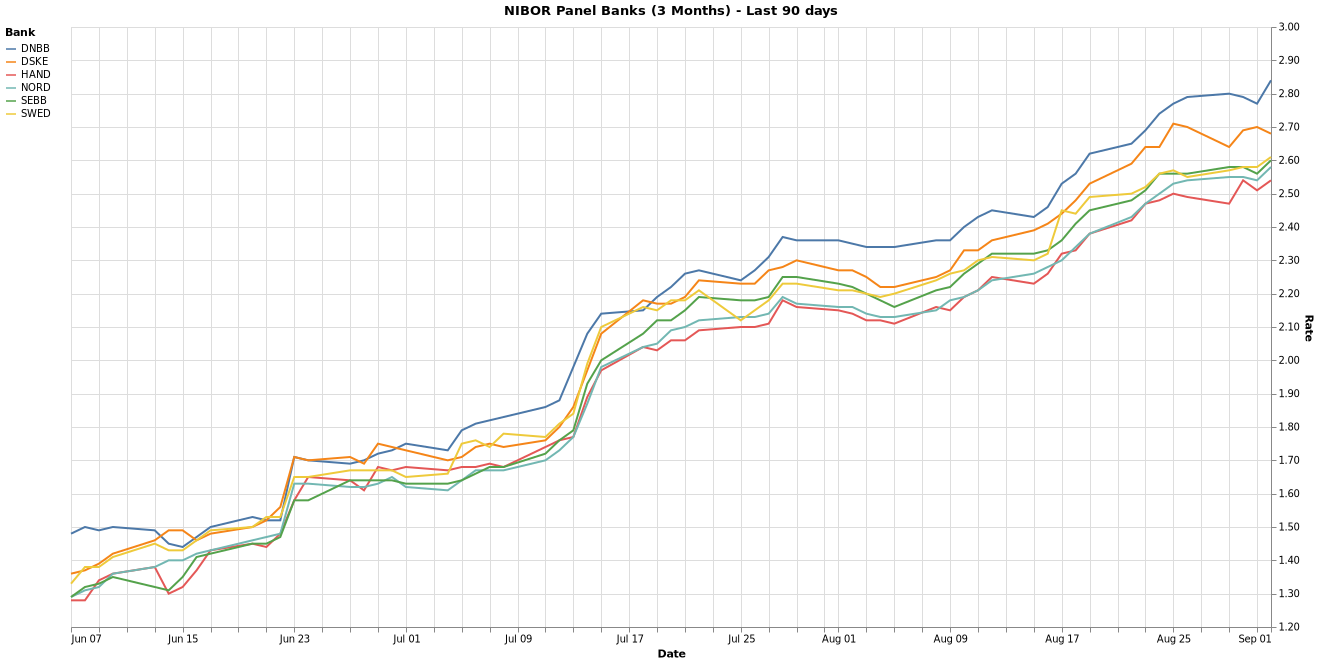 NIBOR Panel Banks (3 Months) - Last 90 days
Bank
DNBB
DSKE
HAND
NORD
SEBB
SWED
3.00
2.90
2.80
2.70
2.60
2.50
2.40
2.30
2.20
2.10
2.00
1.90
1.80
1.70
1.60
1.50
1.40
1.30
1.20
Rate
Jun 07 Jun 15 Jun 23 Jul 01 Jul 09 Jul 17 Jul 25 Aug 01 Aug 09 Aug 17 Aug 25 Sep 01
Date